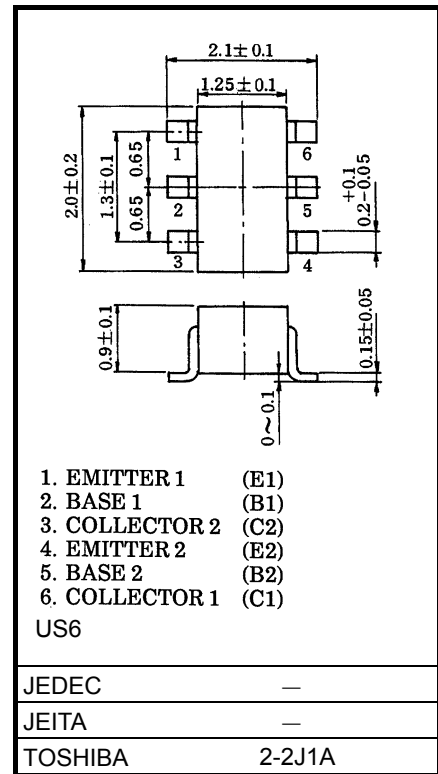 2.1±0.1
1.25±0.1
1 6
2 5
3 4
2.0±0.2
1.3±0.1
0.65
0.65
+0.1
0.2-0.05
0.9±0.1
0.15±0.05
0~0.1
1. EMITTER 1 (E1)
2. BASE 1 (B1)
3. COLLECTOR 2 (C2)
4. EMITTER 2 (E2)
5. BASE 2 (B2)
6. COLLECTOR 1 (C1)
US6
JEDEC —
JEITA —
TOSHIBA 2-2J1A